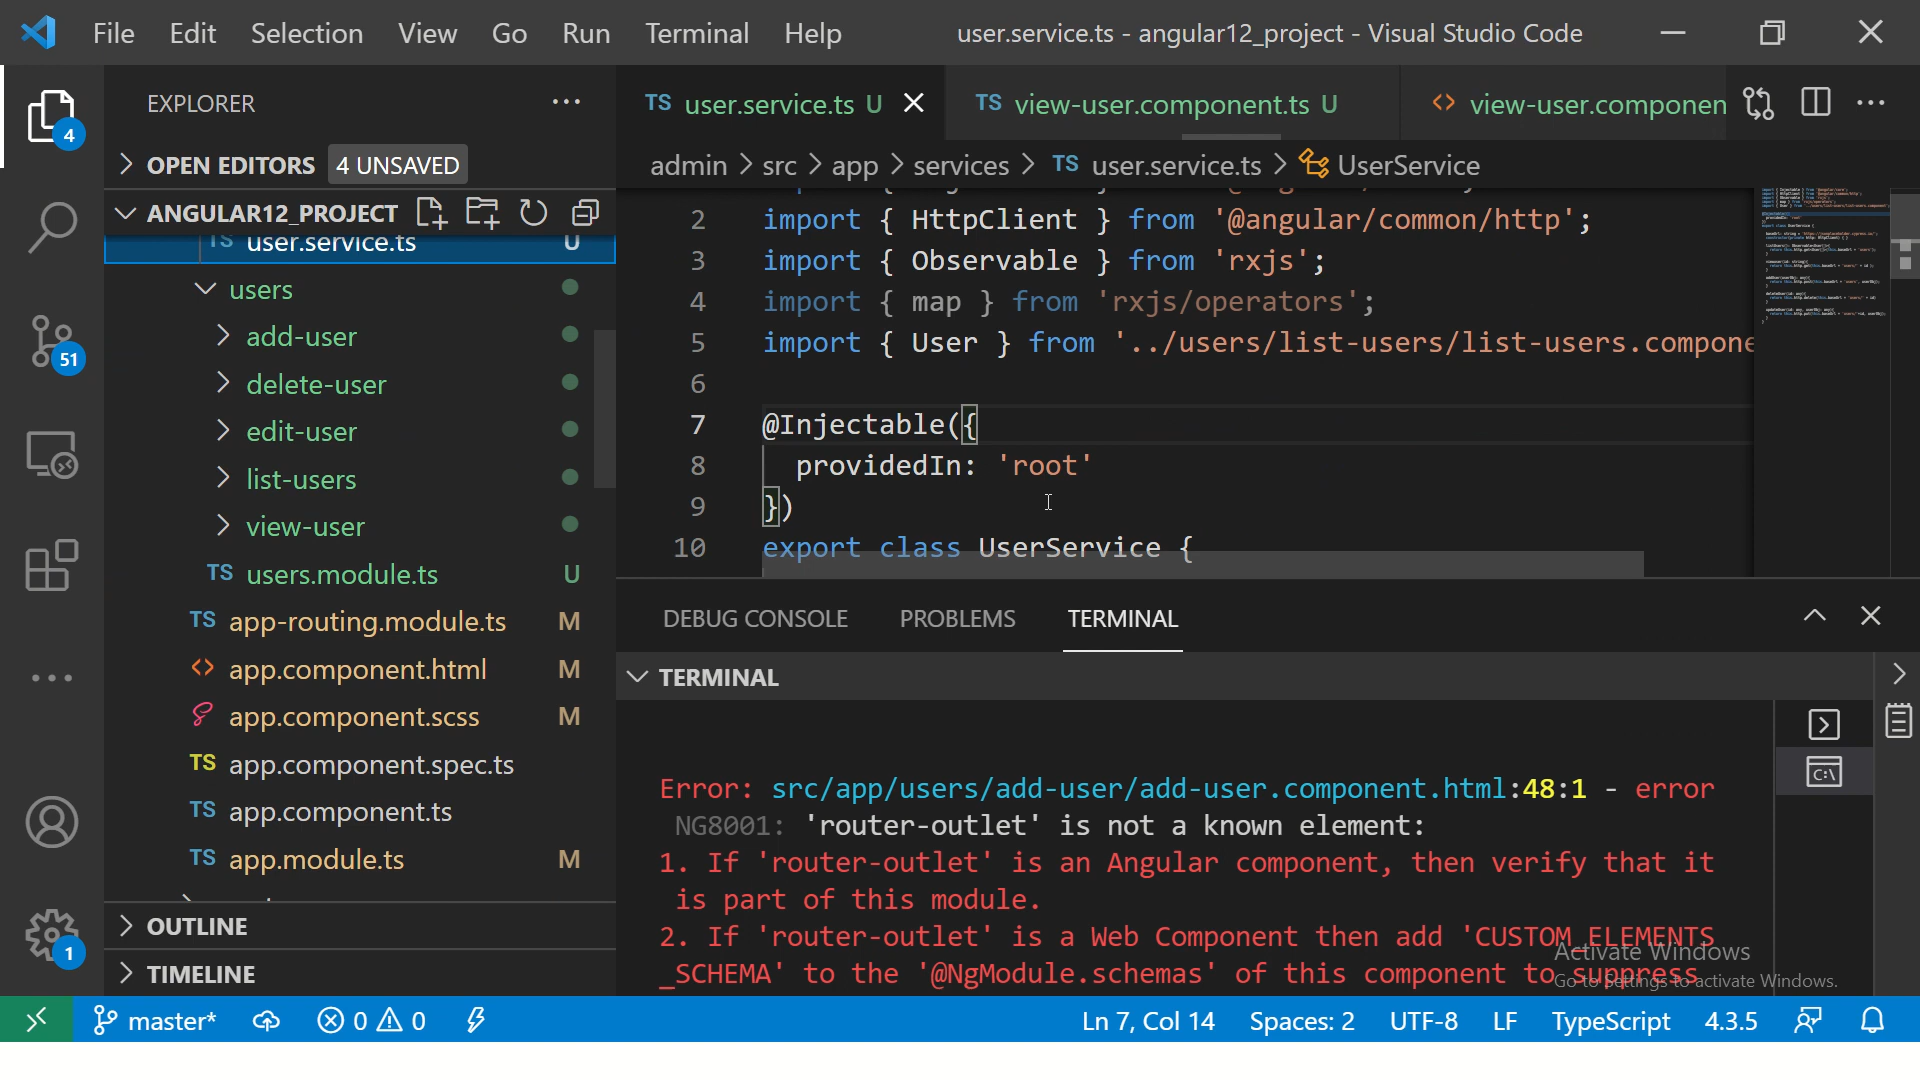 File Edit Selection View Go Run Terminal Help user.service.ts - angular12_project - Visual Studio Code
EXPLORER
TS user.service.ts U
TS view-user.component.ts U
<> view-user.componen
4
OPEN EDITORS 4 UNSAVED
admin > src > app > services > TS user.service.ts > UserService
ANGULAR12_PROJECT
TS user.service.ts U
users
add-user
delete-user
edit-user
list-users
view-user
TS users.module.ts U
TS app-routing.module.ts M
<> app.component.html M
app.component.scss M
TS app.component.spec.ts
TS app.component.ts
TS app.module.ts M
OUTLINE
TIMELINE
51
1
2 import { HttpClient } from '@angular/common/http';
3 import { Observable } from 'rxjs';
4 import { map } from 'rxjs/operators';
5 import { User } from '../users/list-users/list-users.compone
6
7 @Injectable({
8 providedIn: 'root'
9 })
10 export class UserService {
DEBUG CONSOLE PROBLEMS TERMINAL
TERMINAL
Error: src/app/users/add-user/add-user.component.html:48:1 - error
NG8001: 'router-outlet' is not a known element:
1. If 'router-outlet' is an Angular component, then verify that it
is part of this module.
2. If 'router-outlet' is a Web Component then add 'CUSTOM_ELEMENTS
_SCHEMA' to the '@NgModule.schemas' of this component to suppress
Activate Windows
Go to Settings to activate Windows.
master* 0 0 Ln 7, Col 14 Spaces: 2 UTF-8 LF TypeScript 4.3.5